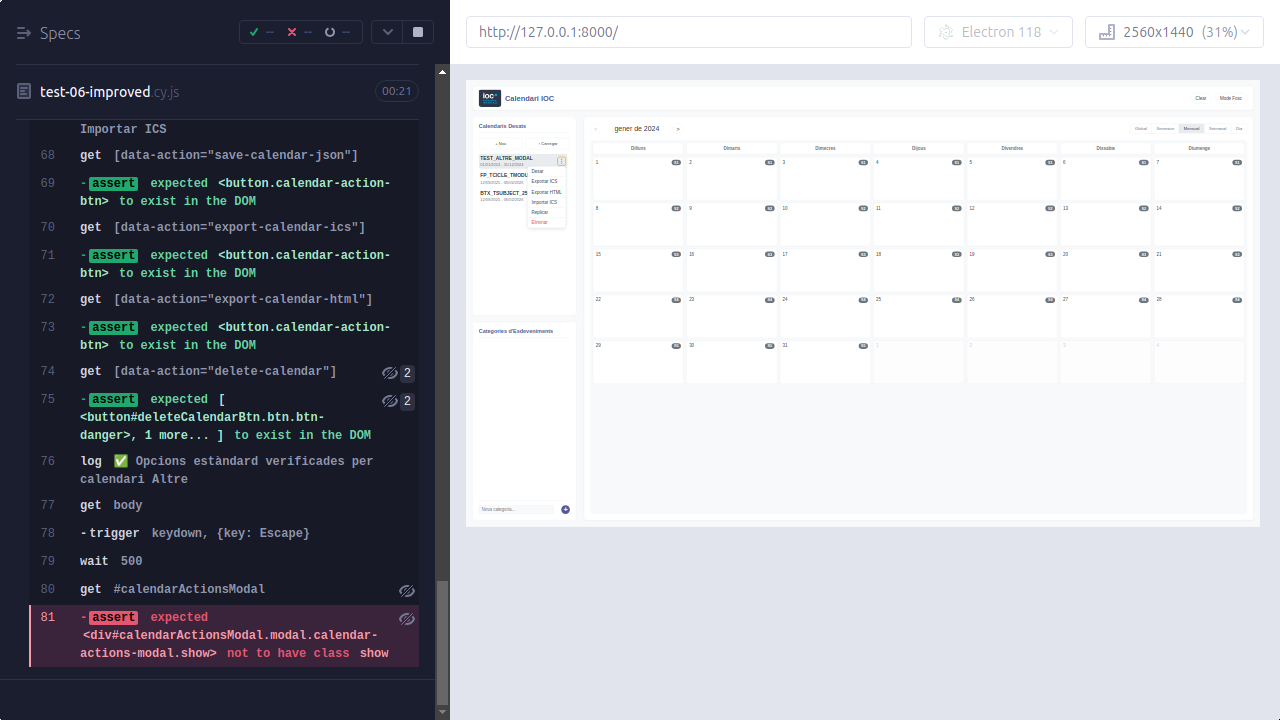 Specs
--
--
--
test-06-improved.cy.js
00:21
Importar ICS
68 get [data-action="save-calendar-json"]
69 -assert expected <button.calendar-action-
btn> to exist in the DOM
70 get [data-action="export-calendar-ics"]
71 -assert expected <button.calendar-action-
btn> to exist in the DOM
72 get [data-action="export-calendar-html"]
73 -assert expected <button.calendar-action-
btn> to exist in the DOM
74 get [data-action="delete-calendar"] 2
75 -assert expected [ 2
<button#deleteCalendarBtn.btn.btn-
danger>, 1 more... ] to exist in the DOM
76 log ✅ Opcions estàndard verificades per
calendari Altre
77 get body
78 -trigger keydown, {key: Escape}
79 wait 500
80 get #calendarActionsModal
81 -assert expected
<div#calendarActionsModal.modal.calendar-
actions-modal.show> not to have class show
http://127.0.0.1:8000/
Electron 118
2560x1440 (31%)
ioc
Calendari IOC
Clear
Mode Fosc
Calendaris Desats
+ Nou
Carregar
TEST_ALTRE_MODAL
FP_TCICLE_TMODU
BTX_TSUBJECT_25
Desar
Exportar ICS
Exportar HTML
Importar ICS
Replicar
Eliminar
Categories d'Esdeveniments
Nova categoria...
+
< gener de 2024 >
Global Semestre Mensual Setmanal Dia
Dilluns Dimarts Dimecres Dijous Divendres Dissabte Diumenge
1 2 3 4 5 6 7
8 9 10 11 12 13 14
15 16 17 18 19 20 21
22 23 24 25 26 27 28
29 30 31 1 2 3 4